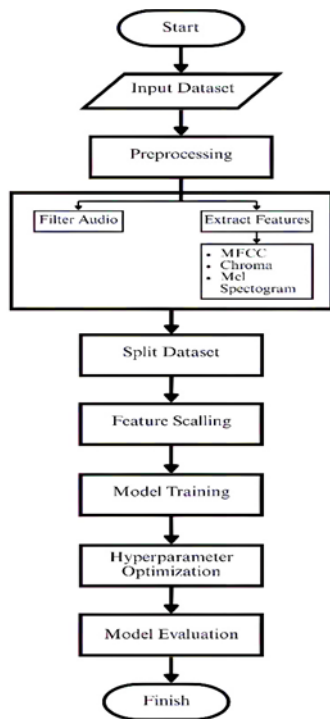 Start
Input Dataset
Preprocessing
Filter Audio
Extract Features
• MFCC
• Chroma
• Mel
Spectogram
Split Dataset
Feature Scalling
Model Training
Hyperparameter
Optimization
Model Evaluation
Finish